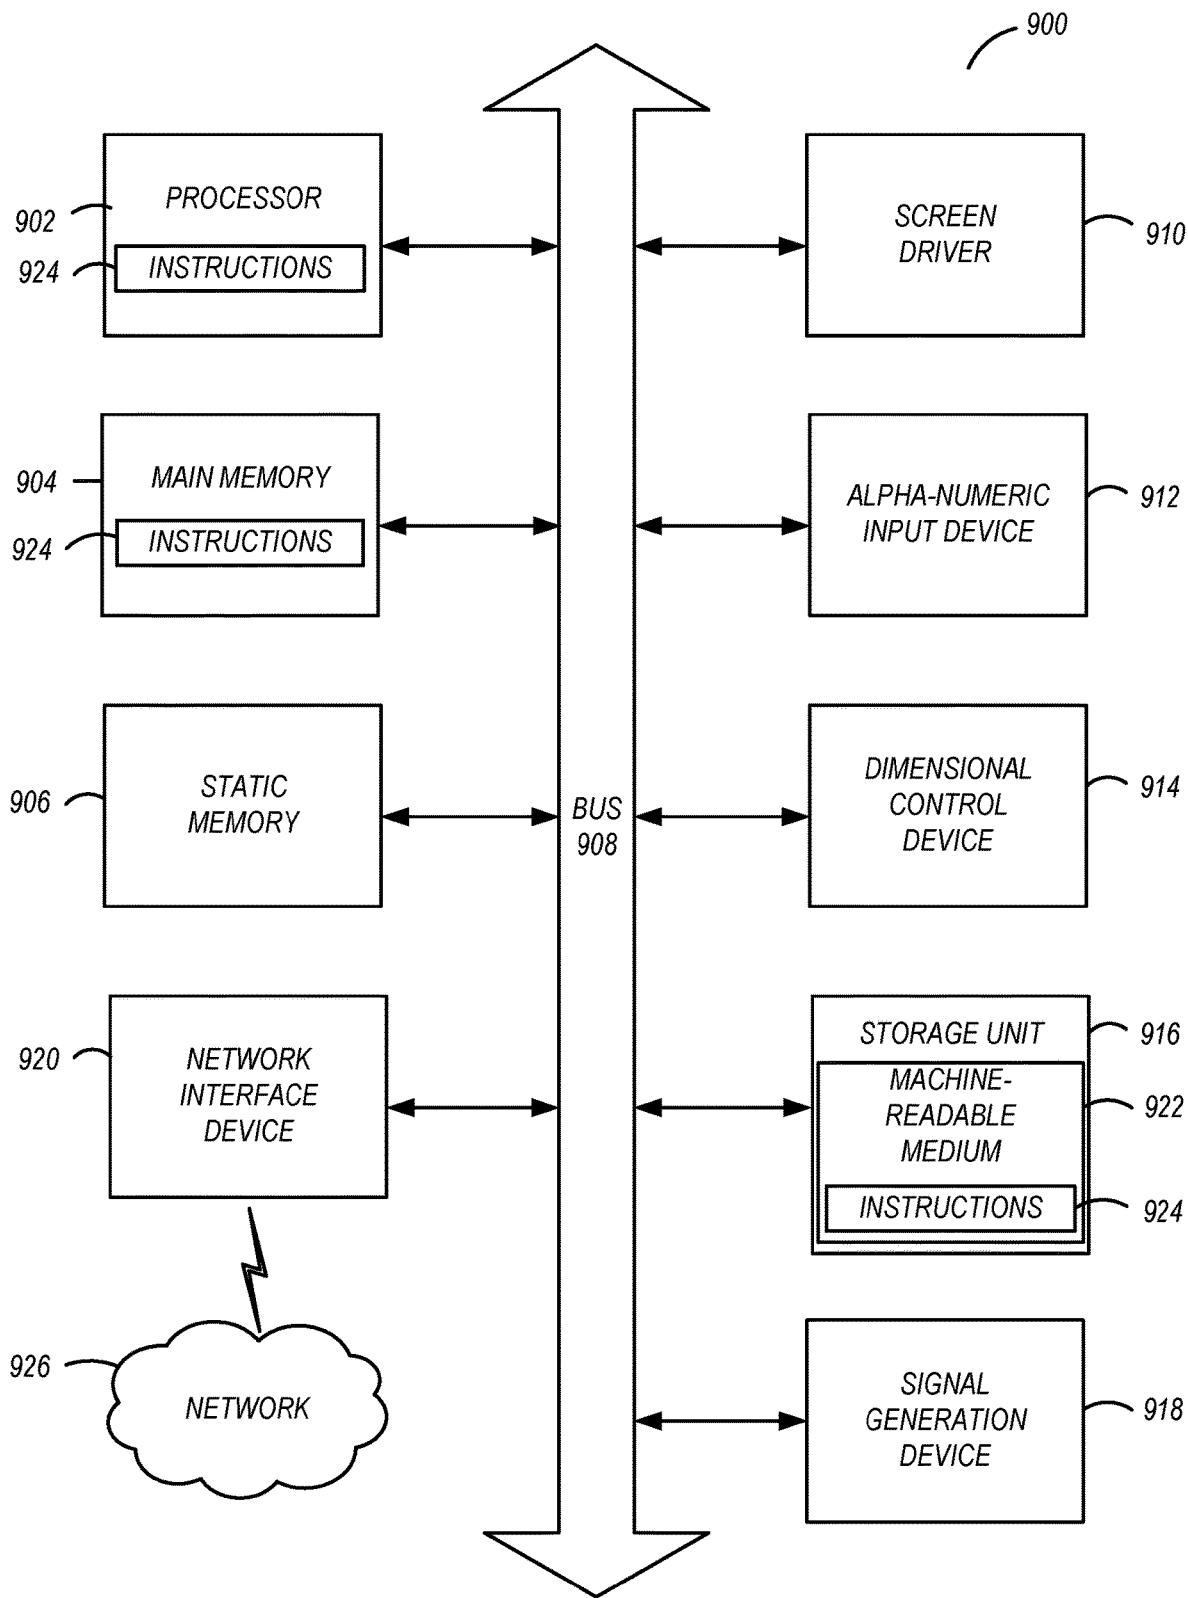 900
PROCESSOR
902
924
INSTRUCTIONS
SCREEN
DRIVER
910
MAIN MEMORY
904
924
INSTRUCTIONS
ALPHA-NUMERIC
INPUT DEVICE
912
STATIC
MEMORY
906
BUS
908
DIMENSIONAL
CONTROL
DEVICE
914
920
NETWORK
INTERFACE
DEVICE
STORAGE UNIT
916
MACHINE-
READABLE
MEDIUM
922
INSTRUCTIONS
924
926
NETWORK
SIGNAL
GENERATION
DEVICE
918